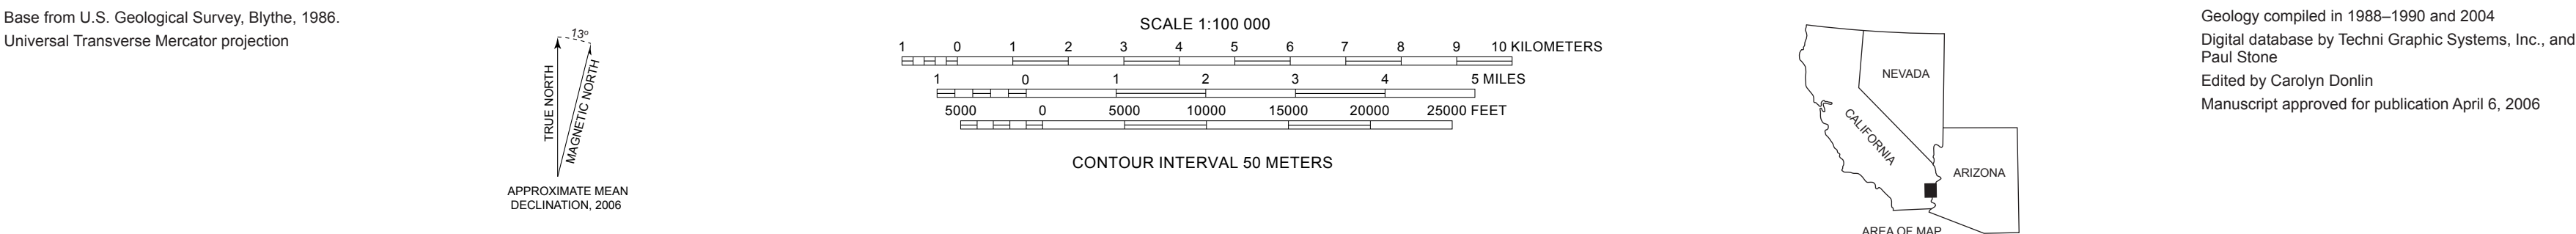 Base from U.S. Geological Survey, Blythe, 1986.
Universal Transverse Mercator projection
13º
TRUE NORTH
MAGNETIC NORTH
APPROXIMATE MEAN
DECLINATION, 2006
SCALE 1:100 000
1 0 1 2 3 4 5 6 7 8 9 10 KILOMETERS
1 0 1 2 3 4 5 MILES
5000 0 5000 10000 15000 20000 25000 FEET
CONTOUR INTERVAL 50 METERS
NEVADA
CALIFORNIA
ARIZONA
AREA OF MAP
Geology compiled in 1988–1990 and 2004
Digital database by Techni Graphic Systems, Inc., and
Paul Stone
Edited by Carolyn Donlin
Manuscript approved for publication April 6, 2006